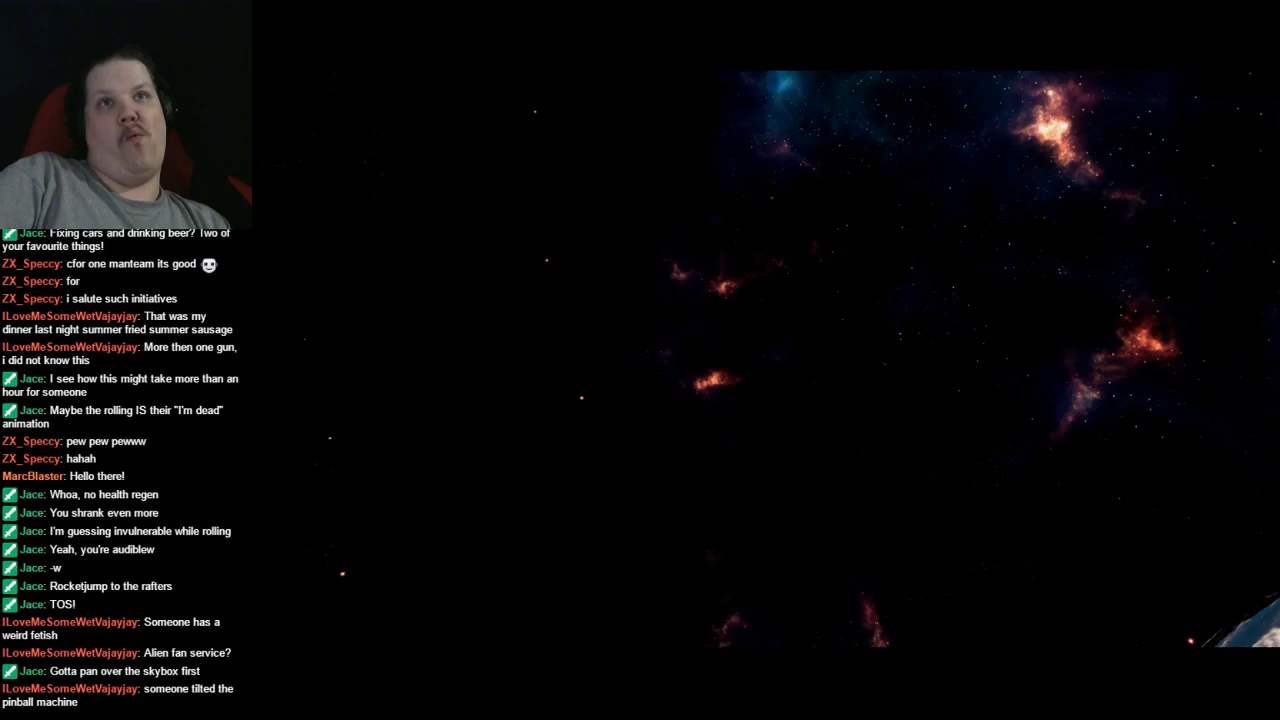 Jace: Fixing cars and drinking beer? Two of
your favourite things!
ZX_Speccy: cfor one manteam its good
ZX_Speccy: for
ZX_Speccy: i salute such initiatives
ILoveMeSomeWetVajayjay: That was my
dinner last night summer fried summer sausage
ILoveMeSomeWetVajayjay: More then one gun,
i did not know this
Jace: I see how this might take more than an
hour for someone
Jace: Maybe the rolling IS their "I'm dead"
animation
ZX_Speccy: pew pew pewww
ZX_Speccy: hahah
MarcBlaster: Hello there!
Jace: Whoa, no health regen
Jace: You shrank even more
Jace: I'm guessing invulnerable while rolling
Jace: Yeah, you're audiblew
Jace: -w
Jace: Rocketjump to the rafters
Jace: TOS!
ILoveMeSomeWetVajayjay: Someone has a
weird fetish
ILoveMeSomeWetVajayjay: Alien fan service?
Jace: Gotta pan over the skybox first
ILoveMeSomeWetVajayjay: someone tilted the
pinball machine